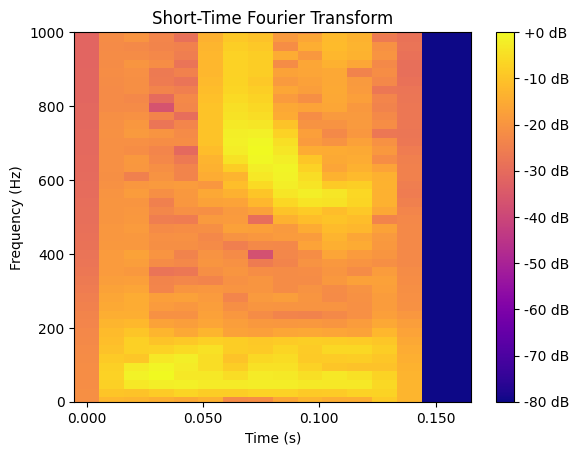 Short-Time Fourier Transform
Frequency (Hz)
1000
800
600
400
200
0
0.000
0.050
0.100
0.150
Time (s)
+0 dB
-10 dB
-20 dB
-30 dB
-40 dB
-50 dB
-60 dB
-70 dB
-80 dB